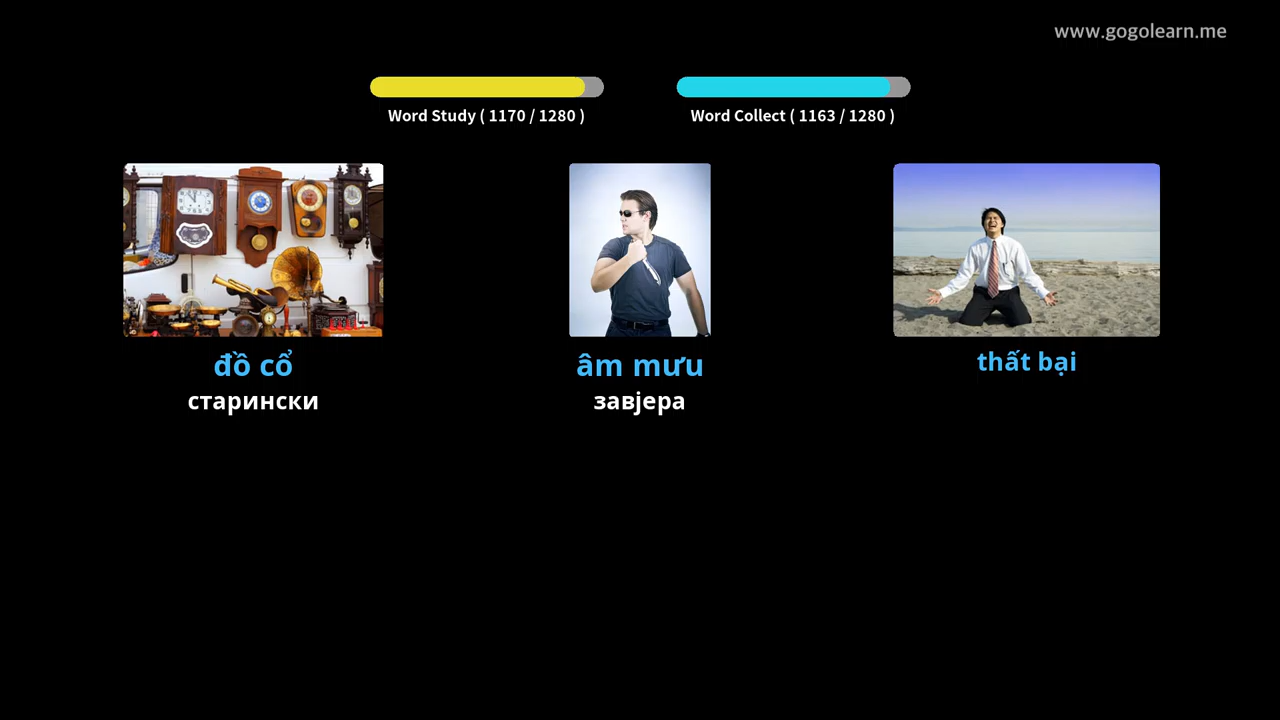 www.gogolearn.me
Word Study ( 1170 / 1280 )
Word Collect ( 1163 / 1280 )
đồ cổ
старински
âm mưu
завјера
thất bại